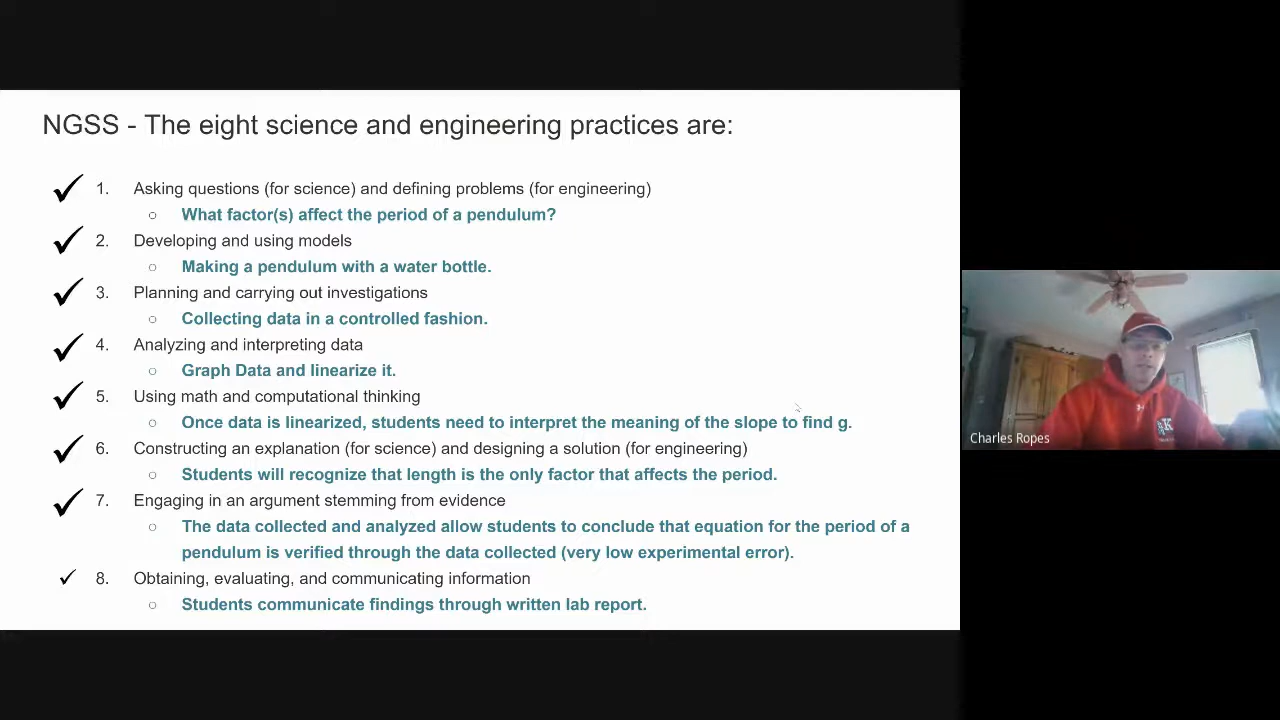 NGSS - The eight science and engineering practices are:
1. Asking questions (for science) and defining problems (for engineering)
What factor(s) affect the period of a pendulum?
2. Developing and using models
Making a pendulum with a water bottle.
3. Planning and carrying out investigations
Collecting data in a controlled fashion.
4. Analyzing and interpreting data
Graph Data and linearize it.
5. Using math and computational thinking
Once data is linearized, students need to interpret the meaning of the slope to find g.
6. Constructing an explanation (for science) and designing a solution (for engineering)
Students will recognize that length is the only factor that affects the period.
7. Engaging in an argument stemming from evidence
The data collected and analyzed allow students to conclude that equation for the period of a
pendulum is verified through the data collected (very low experimental error).
8. Obtaining, evaluating, and communicating information
Students communicate findings through written lab report.
Charles Ropes